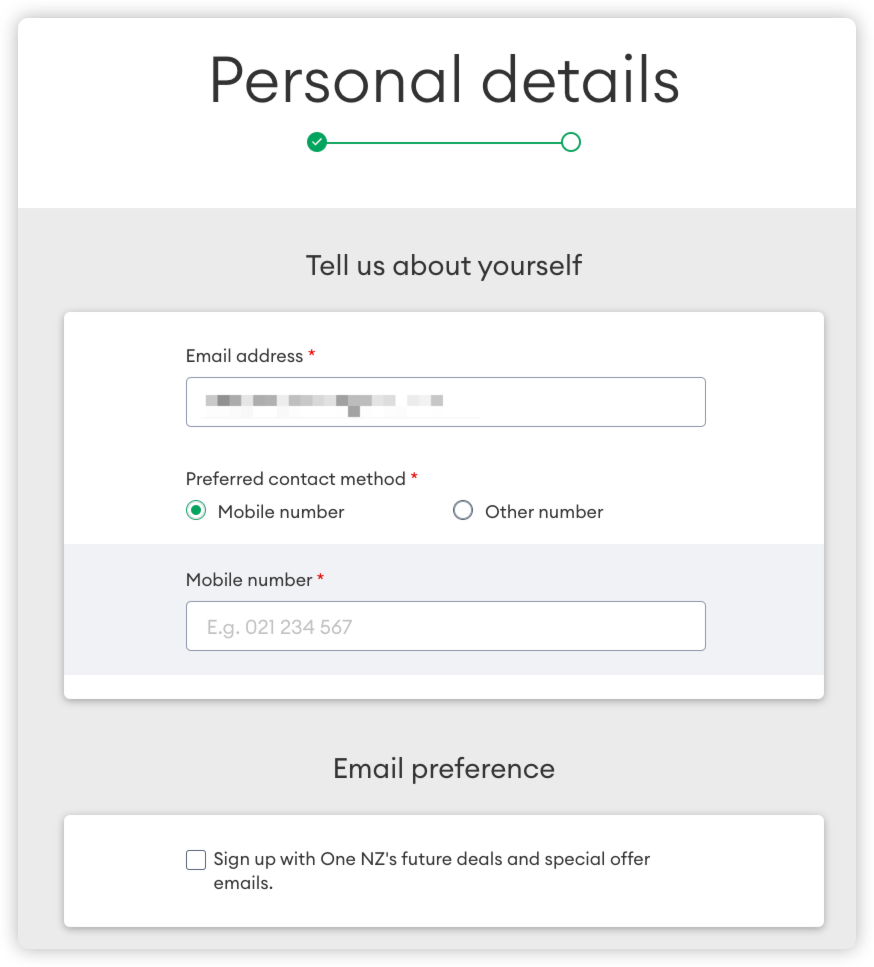 Personal details
Tell us about yourself
Email address *
Preferred contact method *
Mobile number
Other number
Mobile number *
E.g. 021 234 567
Email preference
Sign up with One NZ's future deals and special offer
emails.